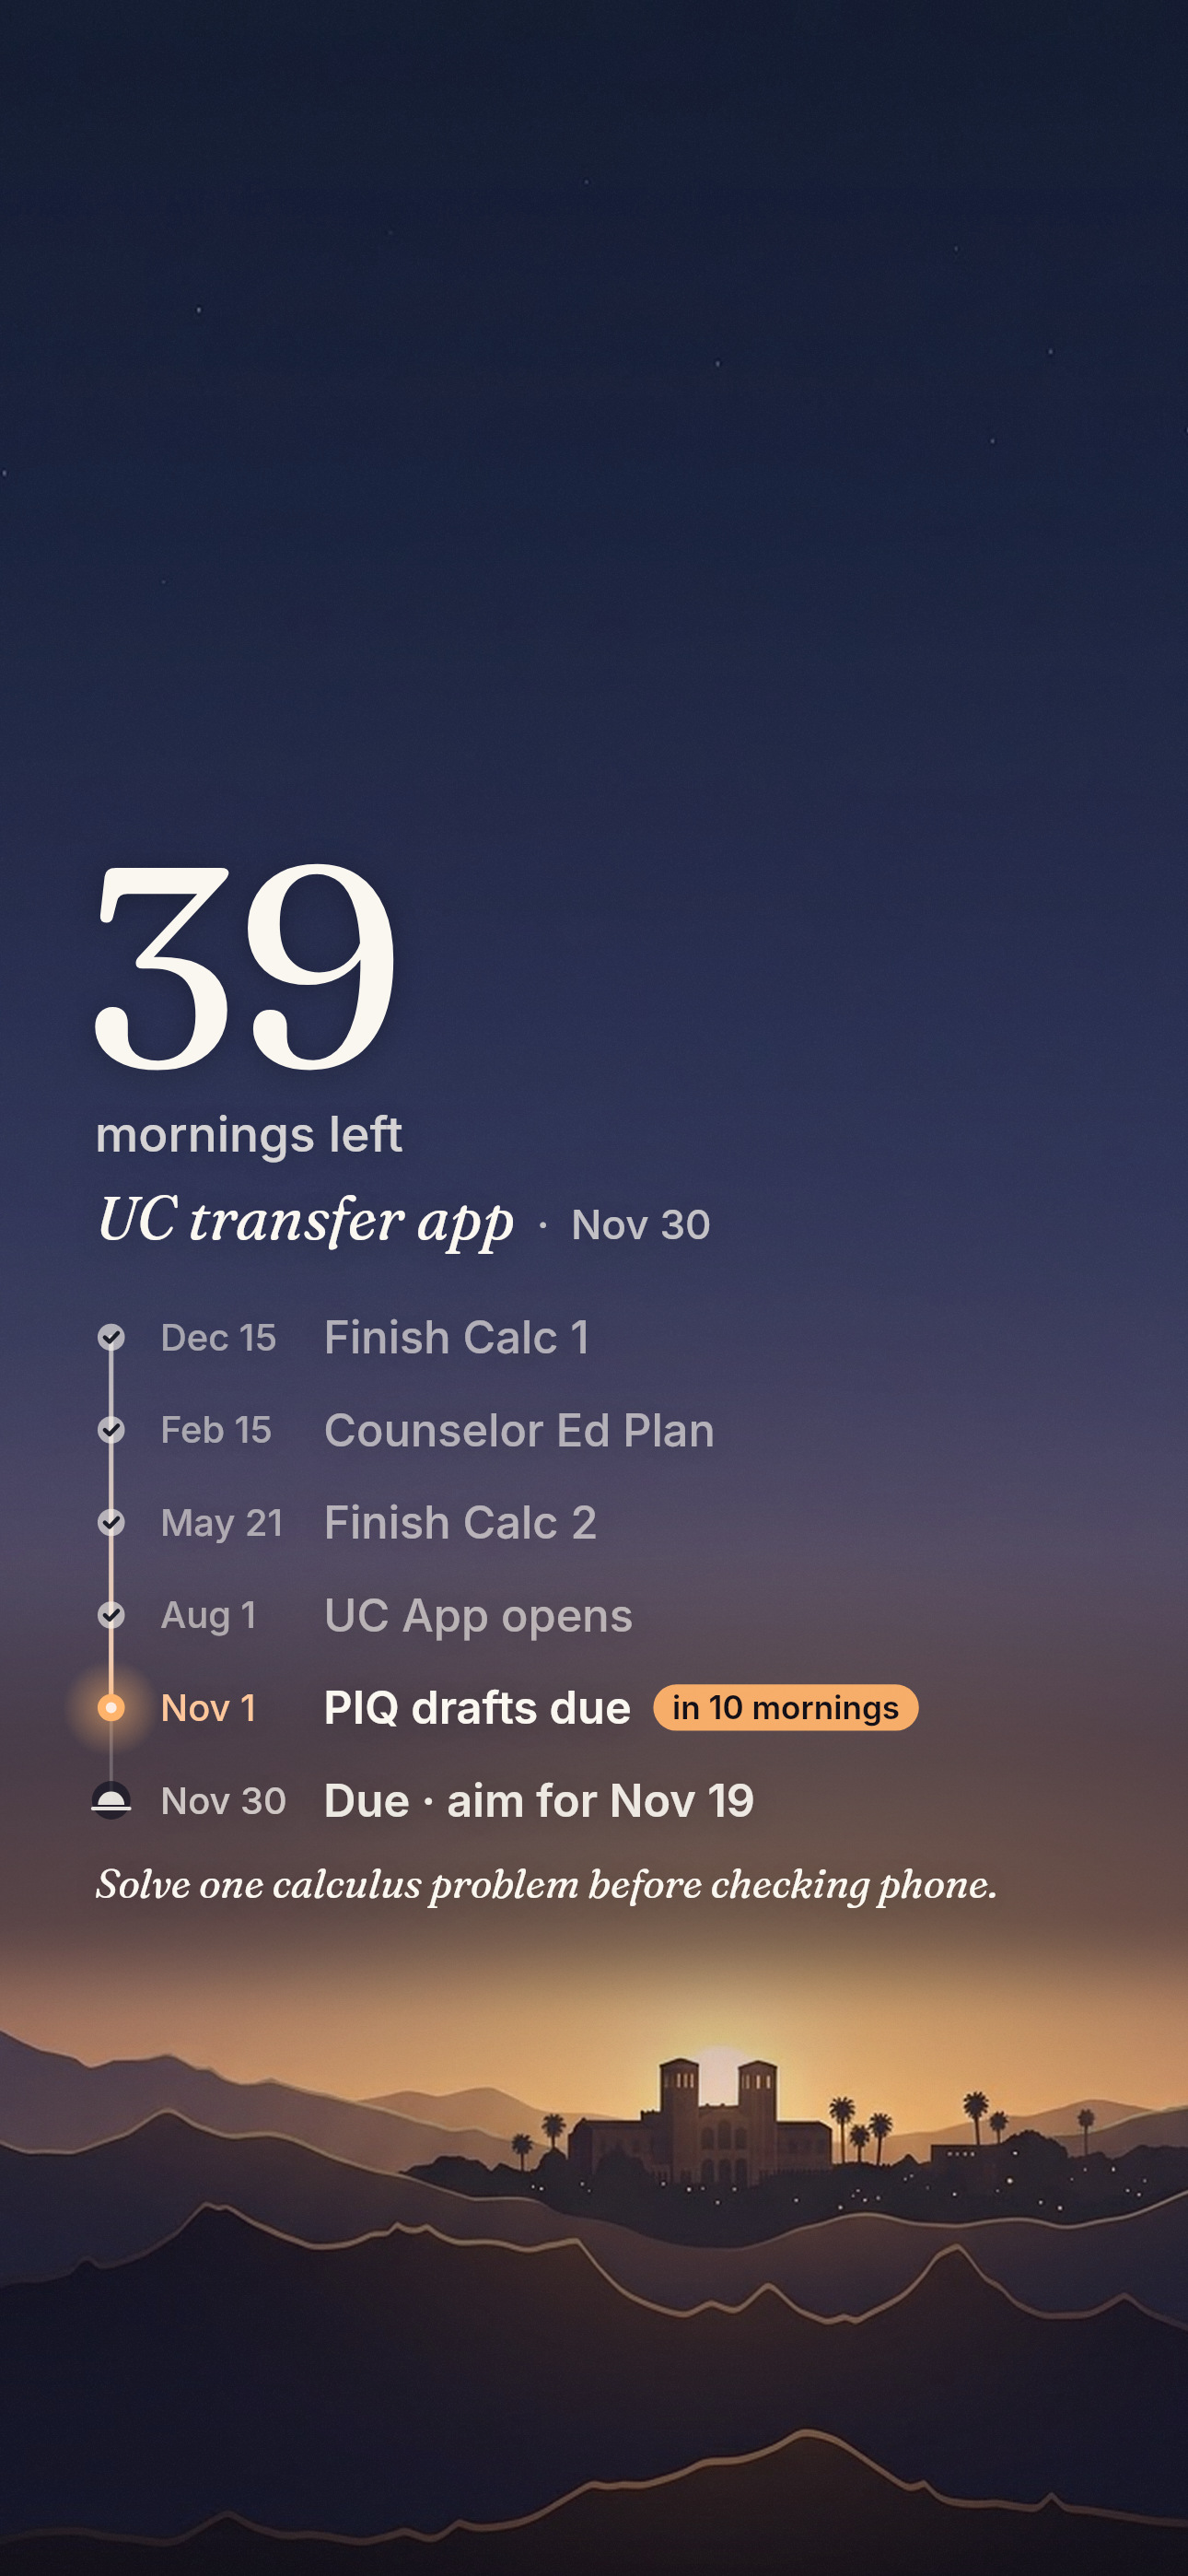 39
mornings left
UC transfer app · Nov 30
Dec 15 Finish Calc 1
Feb 15 Counselor Ed Plan
May 21 Finish Calc 2
Aug 1 UC App opens
Nov 1 PIQ drafts due in 10 mornings
Nov 30 Due · aim for Nov 19
Solve one calculus problem before checking phone.